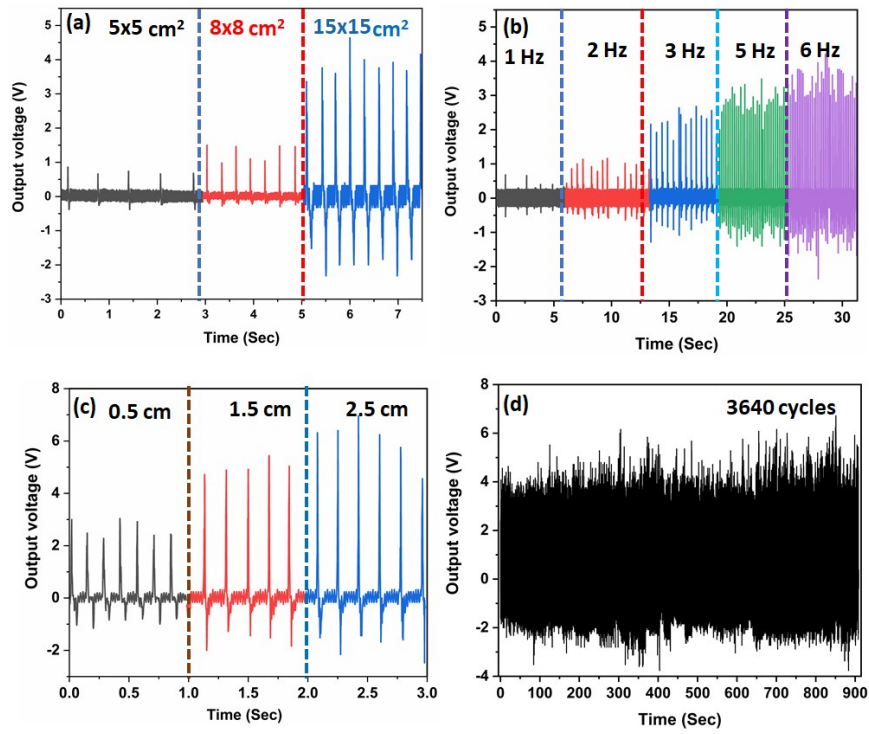 (a) 5x5 cm² 8x8 cm² 15x15 cm²
5
4
3
2
1
0
-1
-2
-3
Output voltage (V)
0 1 2 3 4 5 6 7
Time (Sec)
(b)
1 Hz 2 Hz 3 Hz 5 Hz 6 Hz
5
4
3
2
1
0
-1
-2
-3
Output voltage (V)
0 5 10 15 20 25 30
Time (Sec)
(c) 0.5 cm 1.5 cm 2.5 cm
8
6
4
2
0
-2
Output voltage (V)
0.0 0.5 1.0 1.5 2.0 2.5 3.0
Time (Sec)
(d) 3640 cycles
8
6
4
2
0
-2
-4
Output voltage (V)
0 100 200 300 400 500 600 700 800 900
Time (Sec)